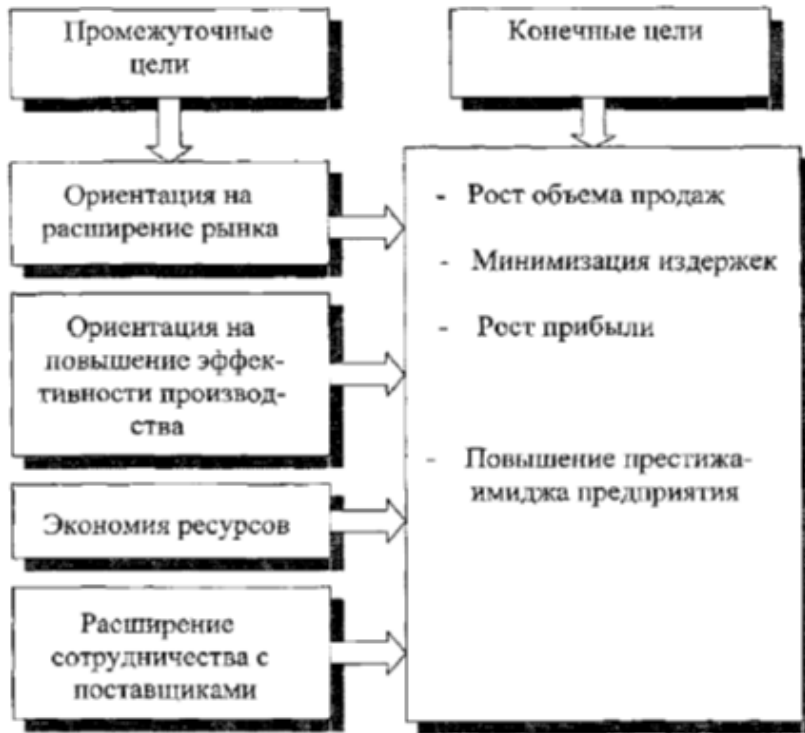 Промежуточные
цели
Конечные цели
Ориентация на
расширение рынка
Ориентация на
повышение эффек-
тивности производ-
ства
Экономия ресурсов
Расширение
сотрудничества с
поставщиками
- Рост объема продаж
- Минимизация издержек
- Рост прибыли
- Повышение престижа-
имиджа предприятия